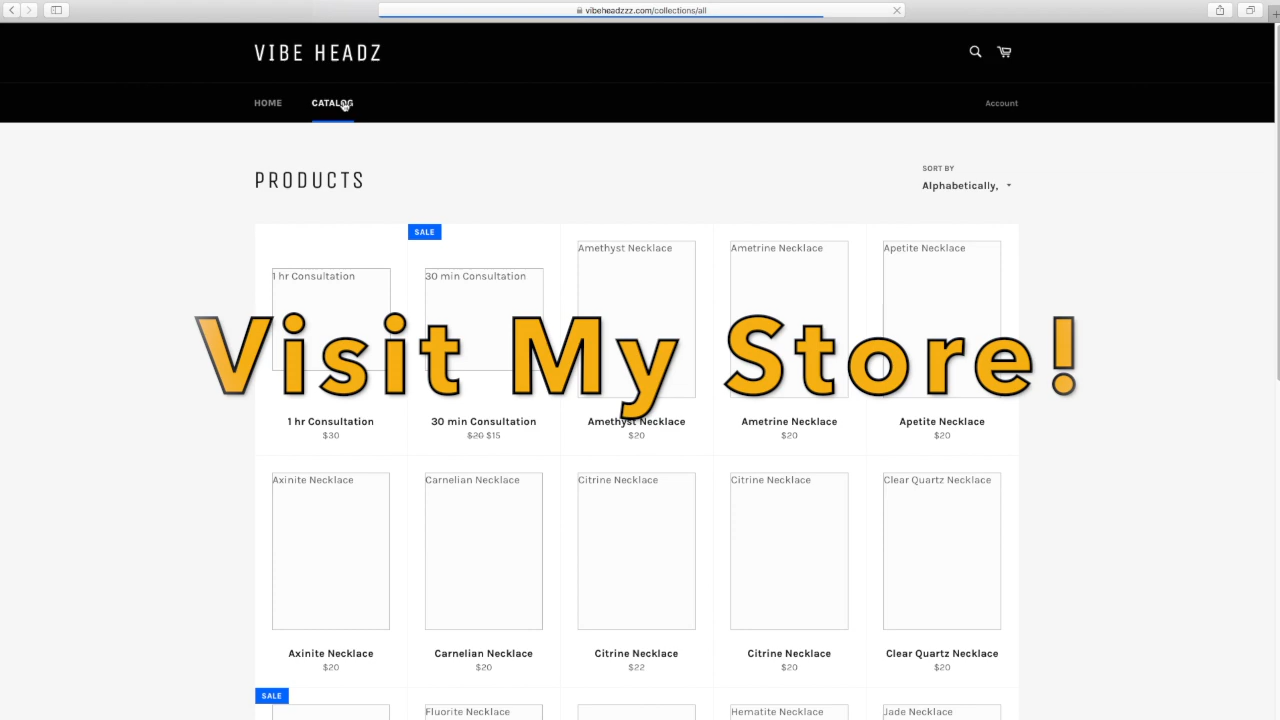 vibeheadzzz.com/collections/all
VIBE HEADZ
HOME CATALOG Account
PRODUCTS
SORT BY
Alphabetically,
SALE
1 hr Consultation
30 min Consultation
Amethyst Necklace
Ametrine Necklace
Apetite Necklace
Visit My Store!
1 hr Consultation
$30
30 min Consultation
$20 $15
Amethyst Necklace
$20
Ametrine Necklace
$20
Apetite Necklace
$20
Axinite Necklace
Carnelian Necklace
Citrine Necklace
Citrine Necklace
Clear Quartz Necklace
Axinite Necklace
$20
Carnelian Necklace
$20
Citrine Necklace
$22
Citrine Necklace
$20
Clear Quartz Necklace
$20
SALE
Fluorite Necklace
Hematite Necklace
Jade Necklace